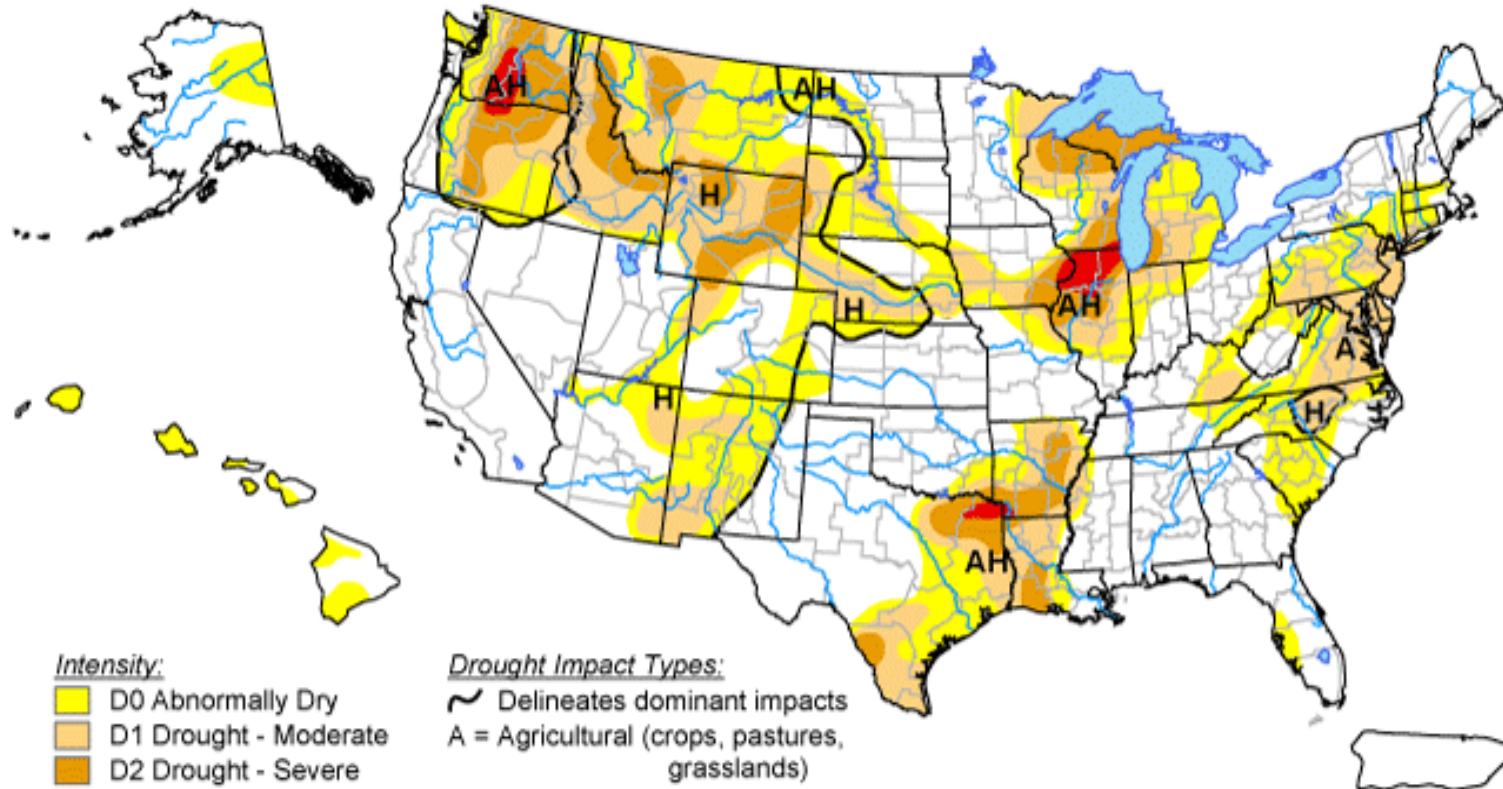 AH
AH
H
H
AH
H
A
A
H
AH
Intensity:
D0 Abnormally Dry
D1 Drought - Moderate
D2 Drought - Severe
Drought Impact Types:
Delineates dominant impacts
A = Agricultural (crops, pastures,
grasslands)